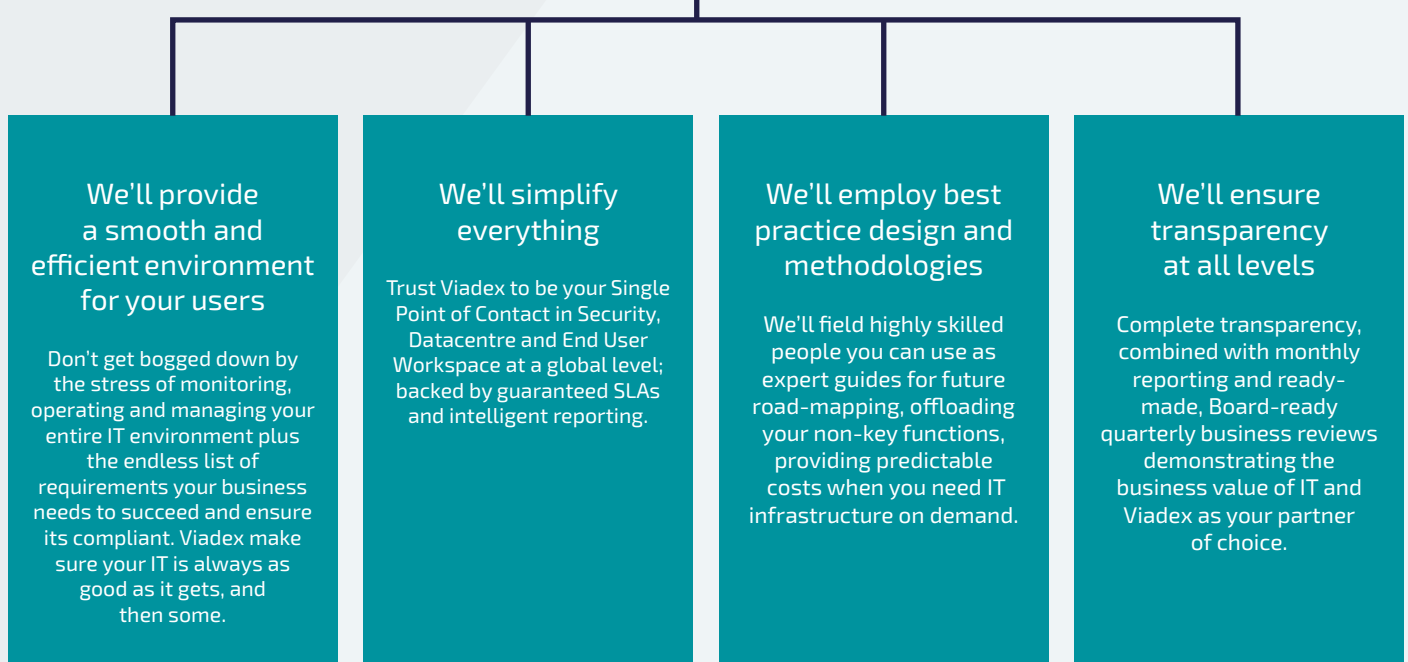 We'll provide
a smooth and
efficient environment
for your users
Don't get bogged down by
the stress of monitoring,
operating and managing your
entire IT environment plus
the endless list of
requirements your business
needs to succeed and ensure
its compliant. Viadex make
sure your IT is always as
good as it gets, and
then some.
We'll simplify
everything
Trust Viadex to be your Single
Point of Contact in Security,
Datacentre and End User
Workspace at a global level;
backed by guaranteed SLAs
and intelligent reporting.
We'll employ best
practice design and
methodologies
We'll field highly skilled
people you can use as
expert guides for future
road-mapping, offloading
your non-key functions,
providing predictable
costs when you need IT
infrastructure on demand.
We'll ensure
transparency
at all levels
Complete transparency,
combined with monthly
reporting and ready-
made, Board-ready
quarterly business reviews
demonstrating the
business value of IT and
Viadex as your partner
of choice.